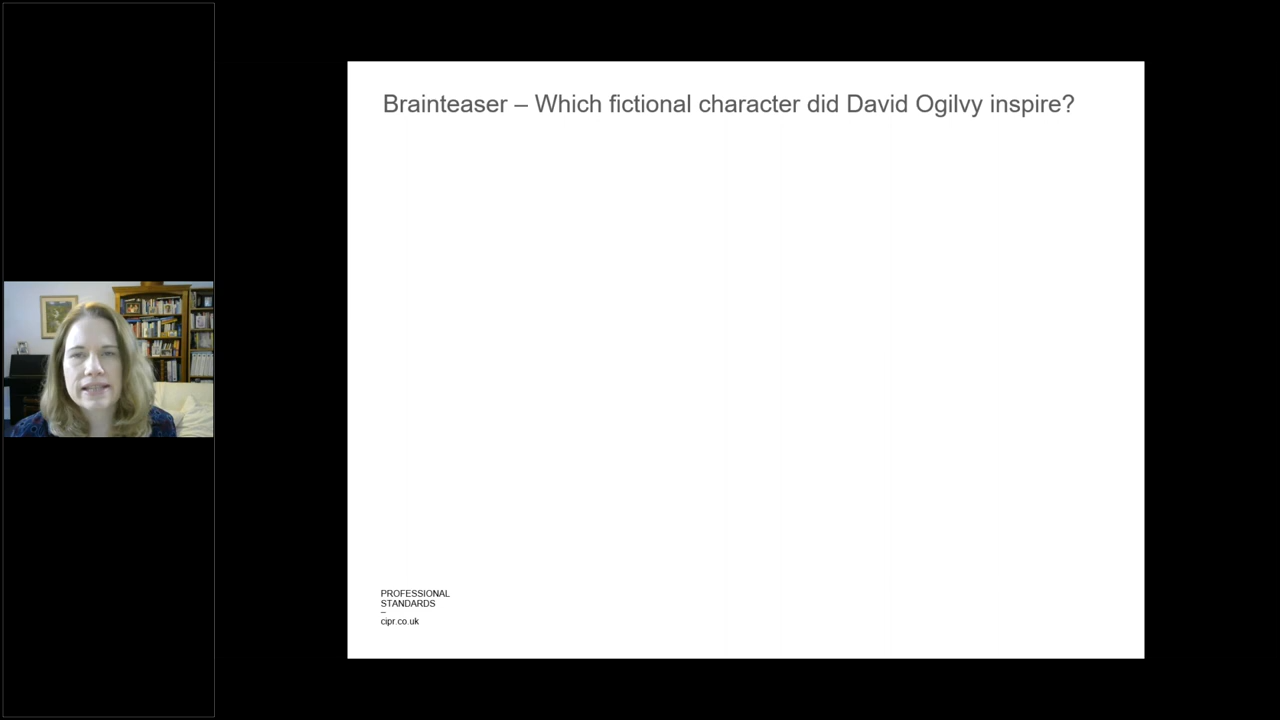 Brainteaser – Which fictional character did David Ogilvy inspire?
PROFESSIONAL
STANDARDS
–
cipr.co.uk